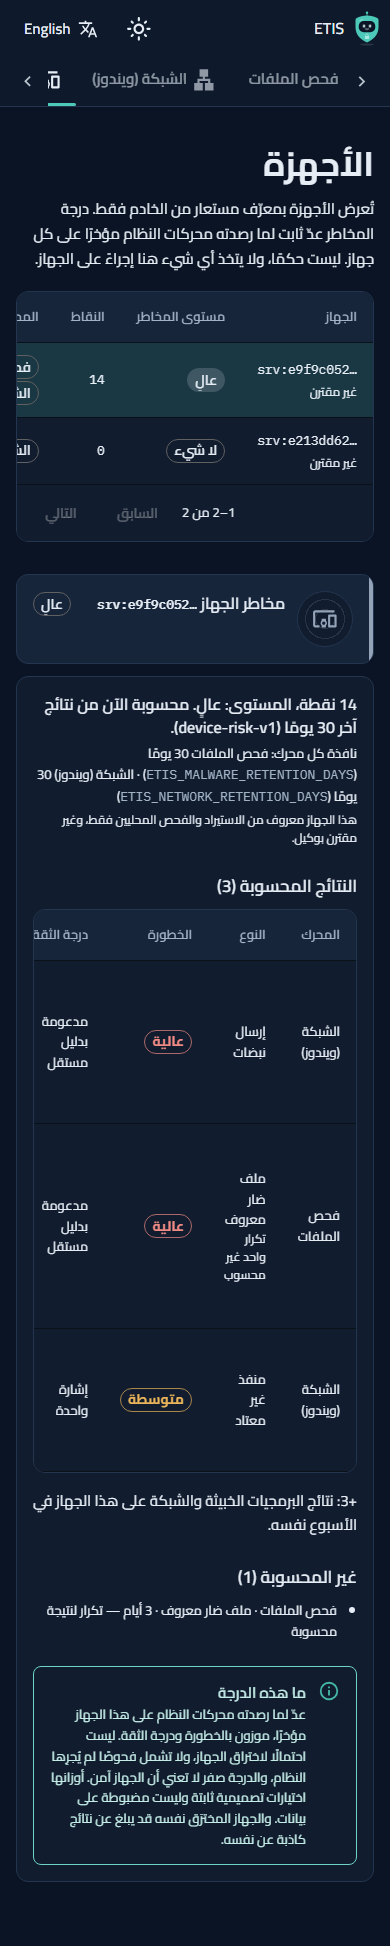 ETIS
English
فحص الملفات
الشبكة (ويندوز)
الأجهزة
تُعرض الأجهزة بمعرّف مستعار من الخادم فقط. درجة
المخاطر عدّ ثابت لما رصدته محركات النظام مؤخرًا على كل
جهاز. ليست حكمًا، ولا يتخذ أي شيء هنا إجراءً على الجهاز.
الجهاز
مستوى المخاطر
النقاط
srv:e9f9c052…
غير مقترن
عالٍ
14
srv:e213dd62…
غير مقترن
لا شيء
0
1–2 من 2
السابق
التالي
مخاطر الجهاز srv:e9f9c052…
عالٍ
14 نقطة، المستوى: عالٍ. محسوبة الآن من نتائج
آخر 30 يومًا (device-risk-v1).
نافذة كل محرك: فحص الملفات 30 يومًا
(ETIS_MALWARE_RETENTION_DAYS) · الشبكة (ويندوز) 30
يومًا (ETIS_NETWORK_RETENTION_DAYS)
هذا الجهاز معروف من الاستيراد والفحص المحليين فقط، وغير
مقترن بوكيل.
النتائج المحسوبة (3)
المحرك
النوع
الخطورة
درجة الثقة
الشبكة
(ويندوز)
إرسال
نبضات
عالية
مدعومة
بدليل
مستقل
فحص
الملفات
ملف
ضار
معروف
تكرار
واحد غير
محسوب
عالية
مدعومة
بدليل
مستقل
الشبكة
(ويندوز)
منفذ
غير
معتاد
متوسطة
إشارة
واحدة
+3: نتائج البرمجيات الخبيثة والشبكة على هذا الجهاز في
الأسبوع نفسه.
غير المحسوبة (1)
• فحص الملفات · ملف ضار معروف · 3 أيام — تكرار لنتيجة
محسوبة
ما هذه الدرجة
عدّ لما رصدته محركات النظام على هذا الجهاز
مؤخرًا، موزون بالخطورة ودرجة الثقة. ليست
احتمالًا لاختراق الجهاز، ولا تشمل فحوصًا لم يُجرِها
النظام، والدرجة صفر لا تعني أن الجهاز آمن. أوزانها
اختيارات تصميمية ثابتة وليست مضبوطة على
بيانات. والجهاز المخترَق نفسه قد يبلغ عن نتائج
كاذبة عن نفسه.